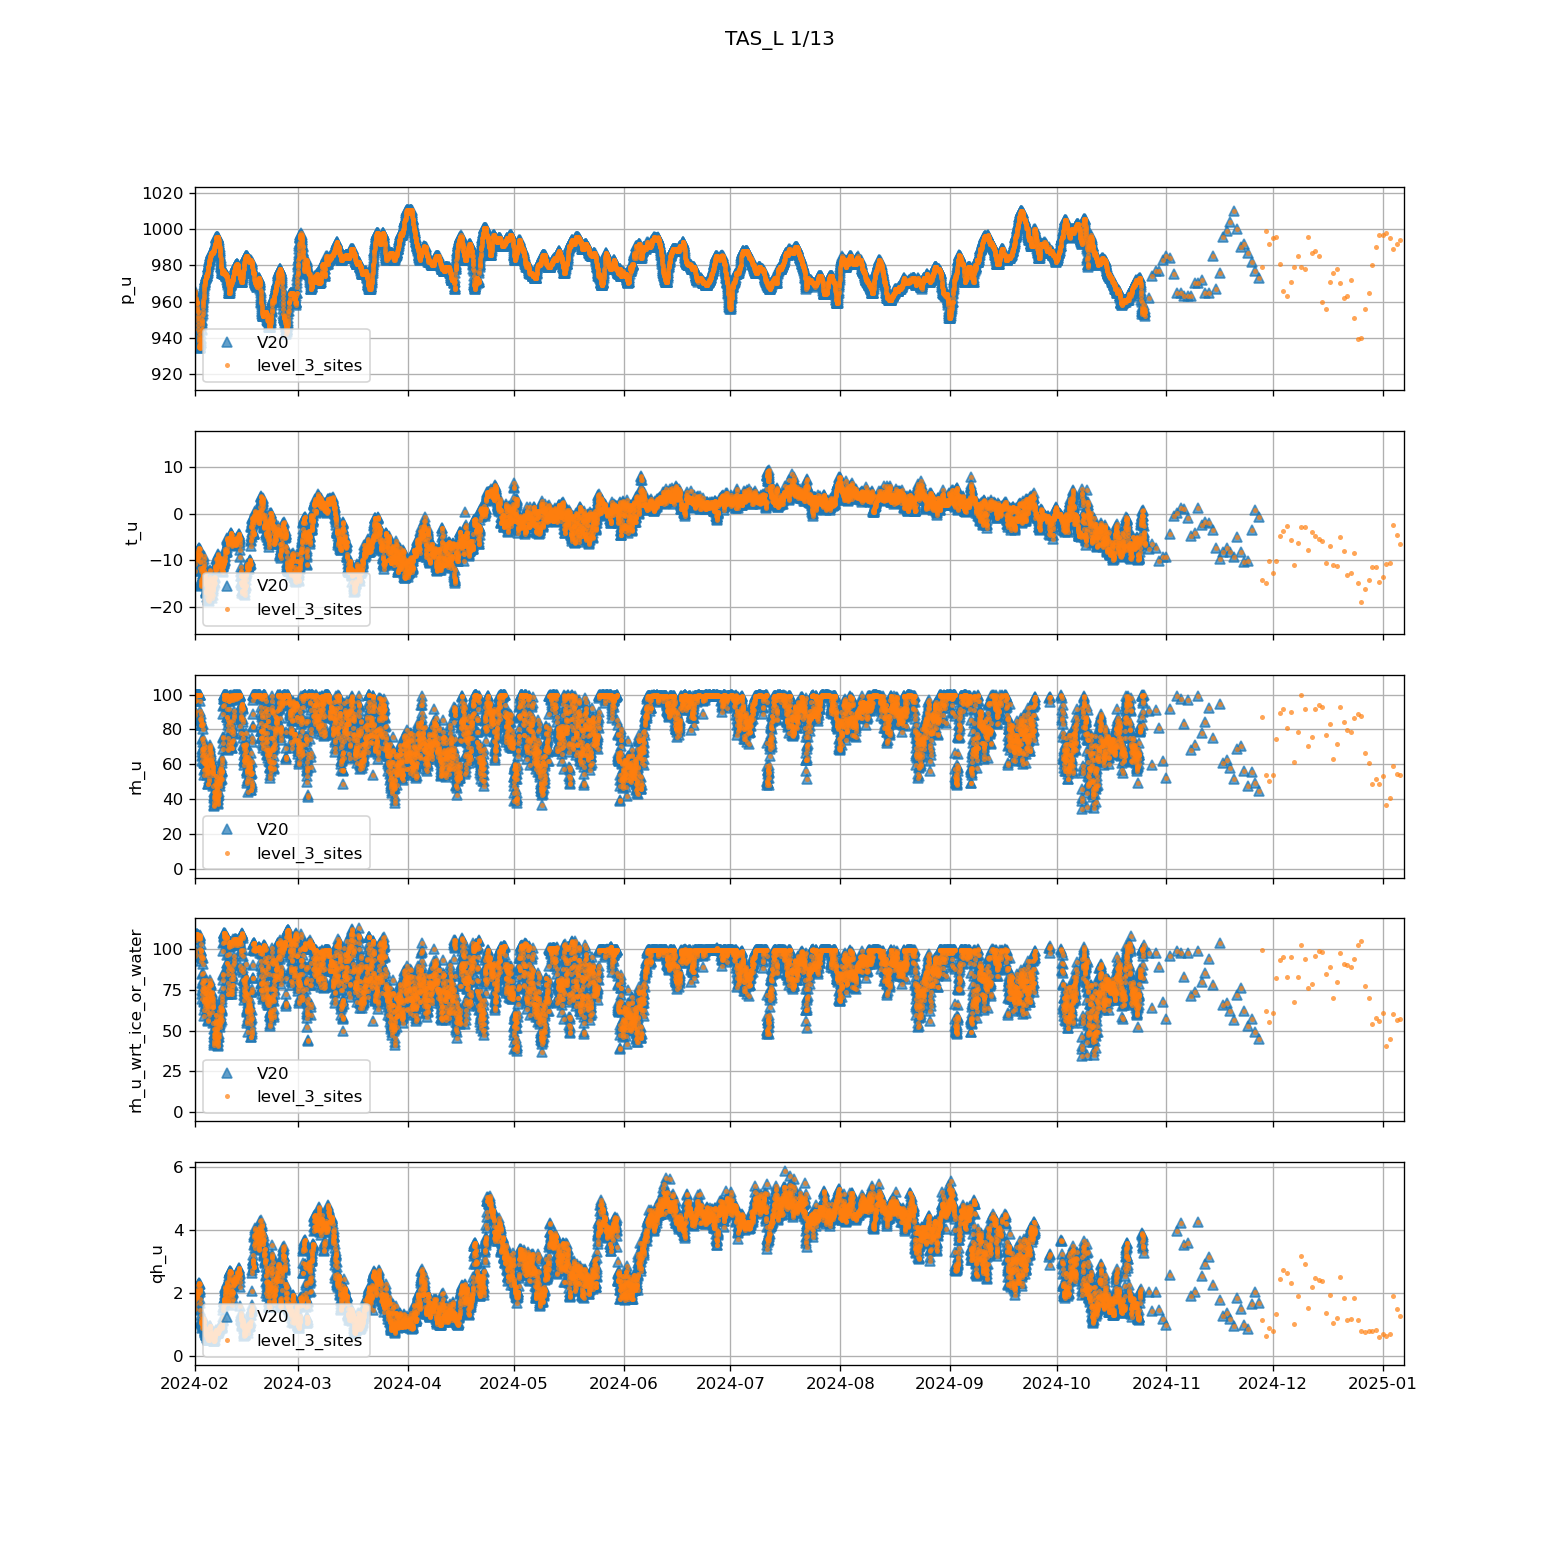 TAS_L 1/13
1020
1000
980
960
940
920
p_u
V20
level_3_sites
10
0
−10
−20
t_u
V20
level_3_sites
100
80
60
40
20
0
rh_u
V20
level_3_sites
100
75
50
25
0
rh_u_wrt_ice_or_water
V20
level_3_sites
6
4
2
0
qh_u
V20
level_3_sites
2024-02 2024-03 2024-04 2024-05 2024-06 2024-07 2024-08 2024-09 2024-10 2024-11 2024-12 2025-01